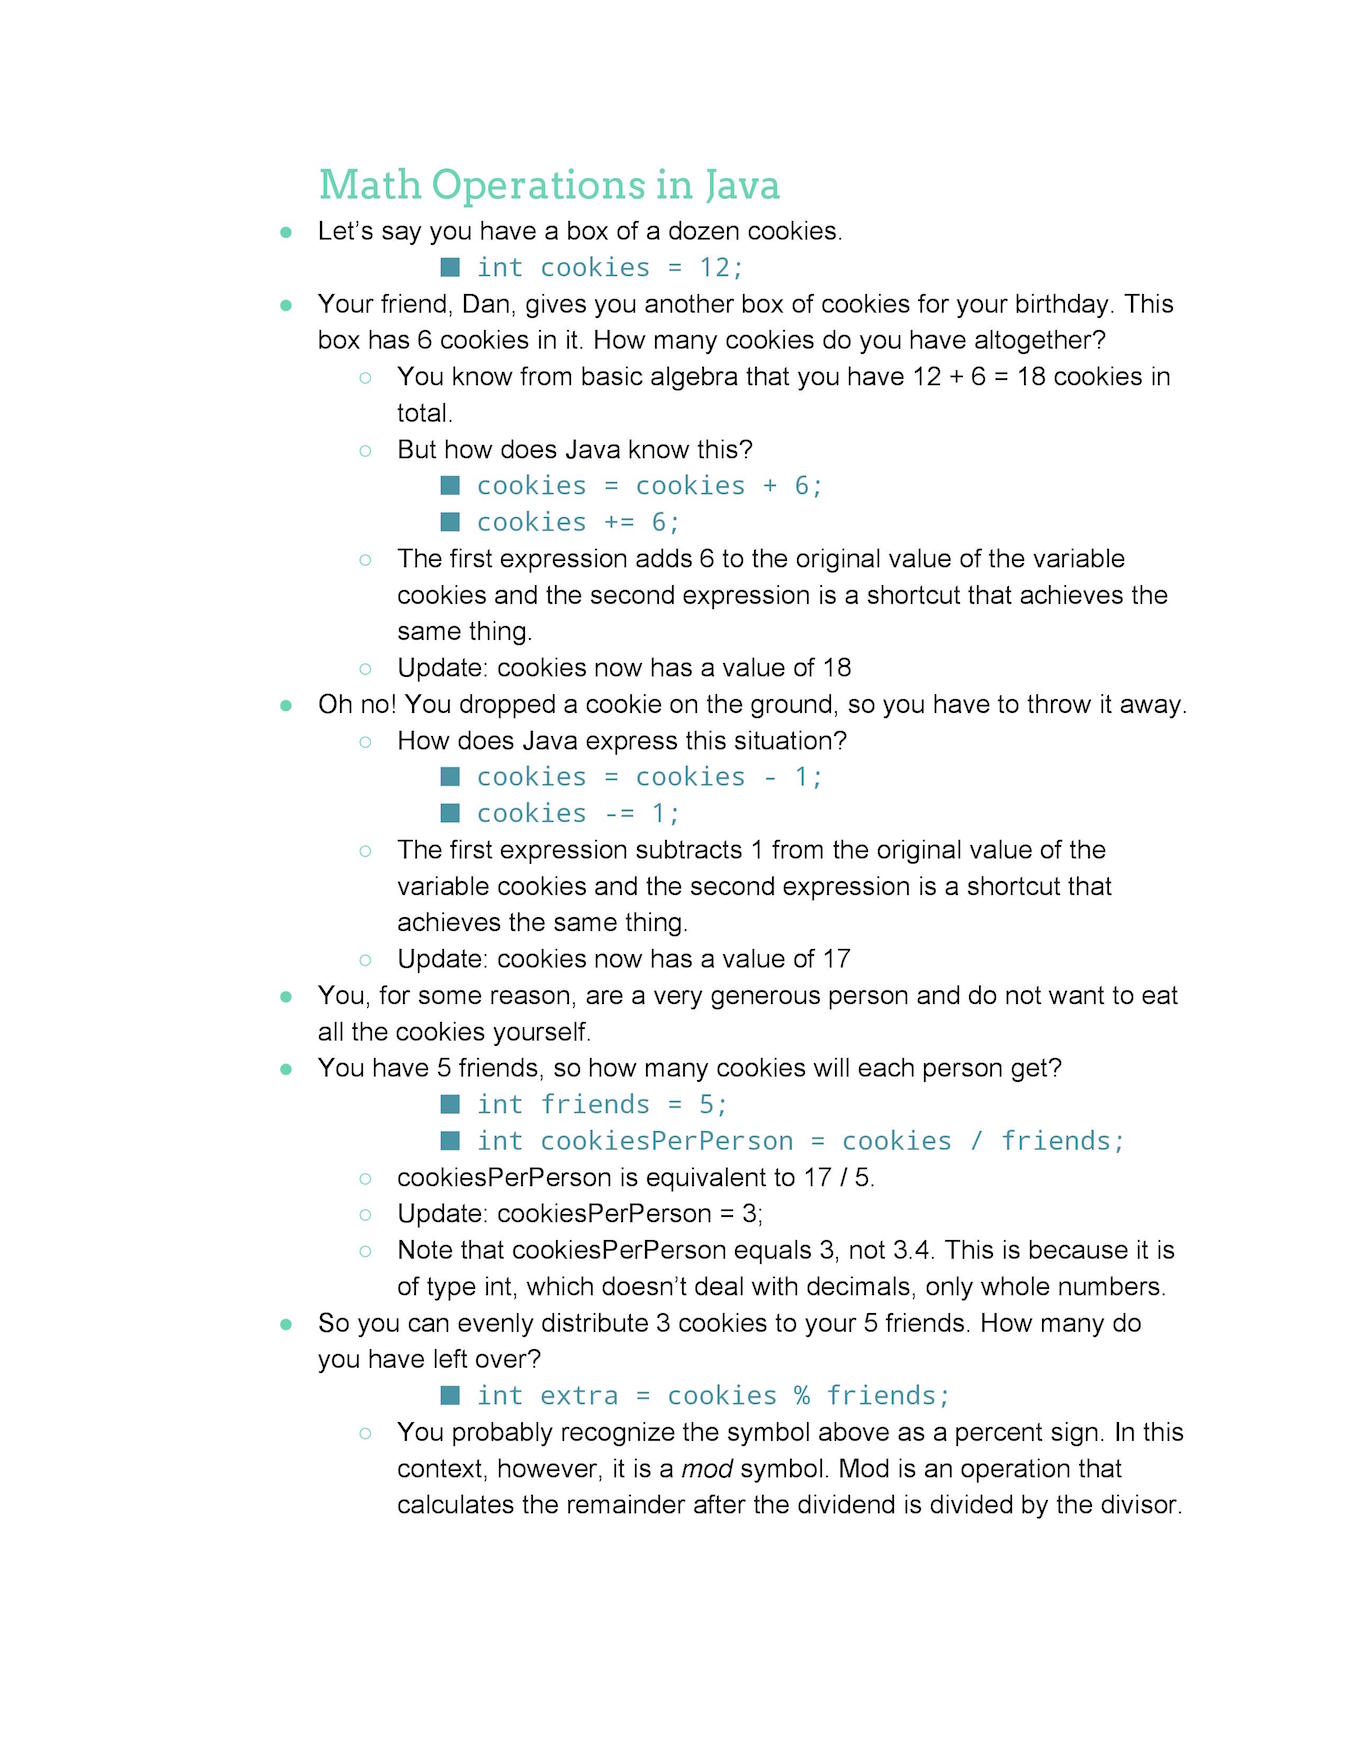 Math Operations in Java
● Let’s say you have a box of a dozen cookies.
■ int cookies = 12;
● Your friend, Dan, gives you another box of cookies for your birthday. This
box has 6 cookies in it. How many cookies do you have altogether?
○ You know from basic algebra that you have 12 + 6 = 18 cookies in
total.
○ But how does Java know this?
■ cookies = cookies + 6;
■ cookies += 6;
○ The first expression adds 6 to the original value of the variable
cookies and the second expression is a shortcut that achieves the
same thing.
○ Update: cookies now has a value of 18
● Oh no! You dropped a cookie on the ground, so you have to throw it away.
○ How does Java express this situation?
■ cookies = cookies - 1;
■ cookies -= 1;
○ The first expression subtracts 1 from the original value of the
variable cookies and the second expression is a shortcut that
achieves the same thing.
○ Update: cookies now has a value of 17
● You, for some reason, are a very generous person and do not want to eat
all the cookies yourself.
● You have 5 friends, so how many cookies will each person get?
■ int friends = 5;
■ int cookiesPerPerson = cookies / friends;
○ cookiesPerPerson is equivalent to 17 / 5.
○ Update: cookiesPerPerson = 3;
○ Note that cookiesPerPerson equals 3, not 3.4. This is because it is
of type int, which doesn’t deal with decimals, only whole numbers.
● So you can evenly distribute 3 cookies to your 5 friends. How many do
you have left over?
■ int extra = cookies % friends;
○ You probably recognize the symbol above as a percent sign. In this
context, however, it is a mod symbol. Mod is an operation that
calculates the remainder after the dividend is divided by the divisor.